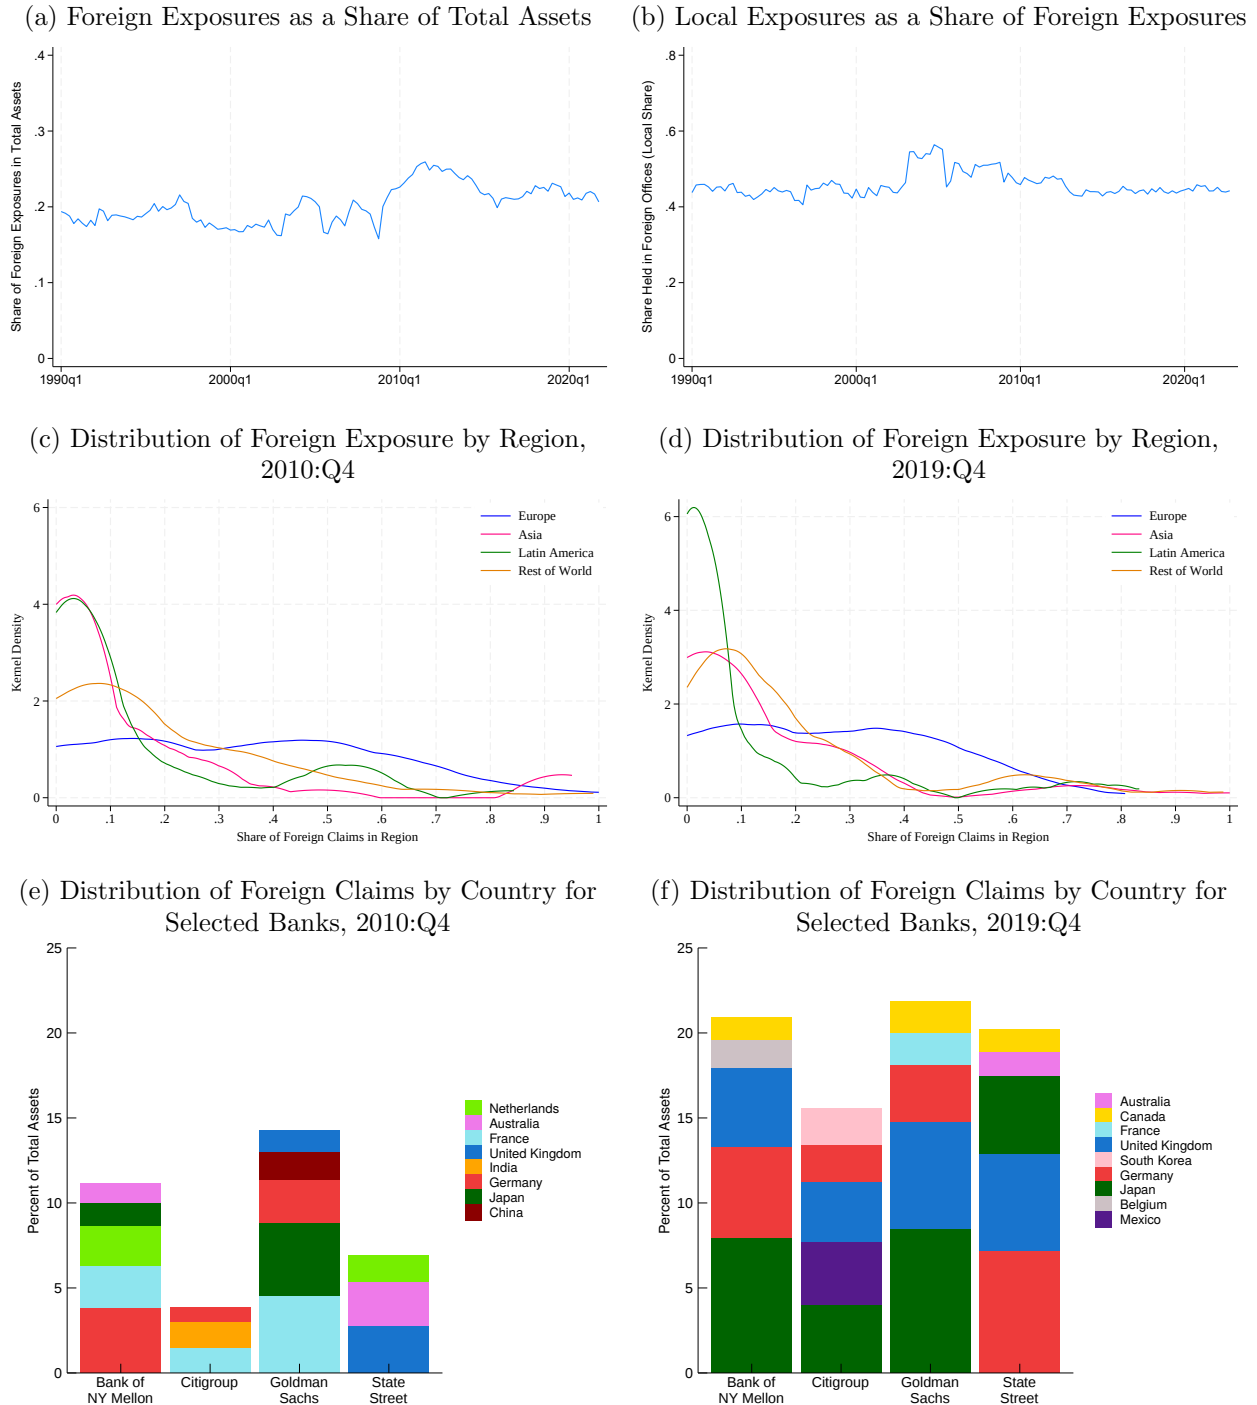 (a) Foreign Exposures as a Share of Total Assets
Share of Foreign Exposures in Total Assets
.4
.3
.2
.1
0
1990q1 2000q1 2010q1 2020q1
(b) Local Exposures as a Share of Foreign Exposures
Share Held in Foreign Offices (Local Share)
.8
.6
.4
.2
0
1990q1 2000q1 2010q1 2020q1
(c) Distribution of Foreign Exposure by Region,
2010:Q4
Kernel Density
6
4
2
0
Europe
Asia
Latin America
Rest of World
0 .1 .2 .3 .4 .5 .6 .7 .8 .9 1
Share of Foreign Claims in Region
(d) Distribution of Foreign Exposure by Region,
2019:Q4
Kernel Density
6
4
2
0
Europe
Asia
Latin America
Rest of World
0 .1 .2 .3 .4 .5 .6 .7 .8 .9 1
Share of Foreign Claims in Region
(e) Distribution of Foreign Claims by Country for
Selected Banks, 2010:Q4
Percent of Total Assets
25
20
15
10
5
0
Netherlands
Australia
France
United Kingdom
India
Germany
Japan
China
Bank of
NY Mellon
Citigroup
Goldman
Sachs
State
Street
(f) Distribution of Foreign Claims by Country for
Selected Banks, 2019:Q4
Percent of Total Assets
25
20
15
10
5
0
Australia
Canada
France
United Kingdom
South Korea
Germany
Japan
Belgium
Mexico
Bank of
NY Mellon
Citigroup
Goldman
Sachs
State
Street